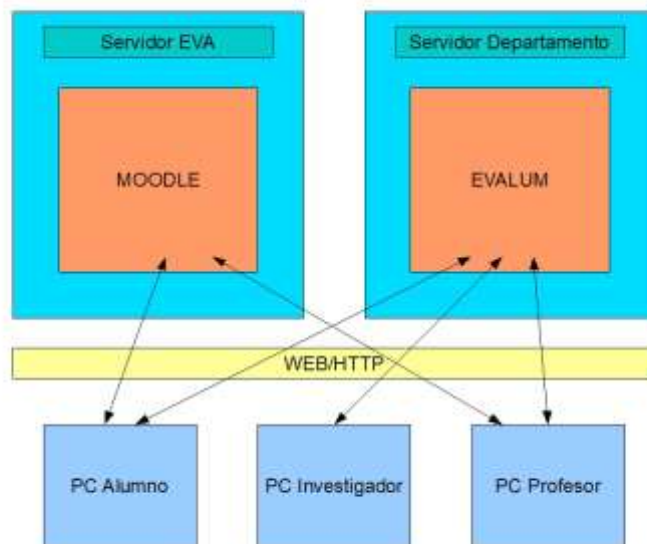 Servidor EVA
Servidor Departamento
MOODLE
EVALUM
WEB/HTTP
PC Alumno
PC Investigador
PC Profesor